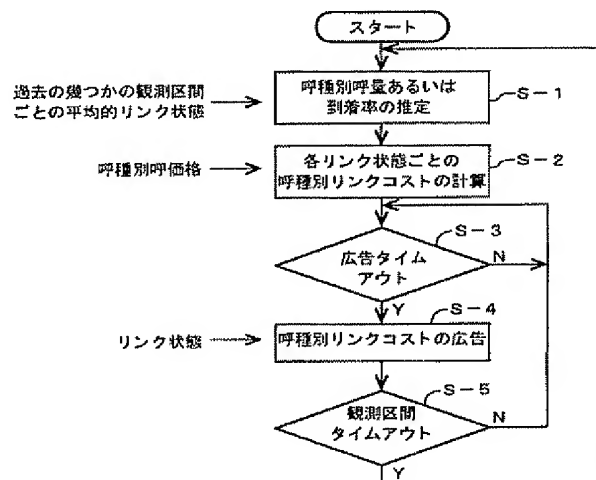 スタート
過去の幾つかの観測区間
ごとの平均的リンク状態
呼種別呼量あるいは
到着率の推定
S-1
呼種別呼価格
各リンク状態ごとの
呼種別リンクコストの計算
S-2
S-3
広告タイム
アウト
N
Y
S-4
リンク状態
呼種別リンクコストの広告
S-5
観測区間
タイムアウト
N
Y